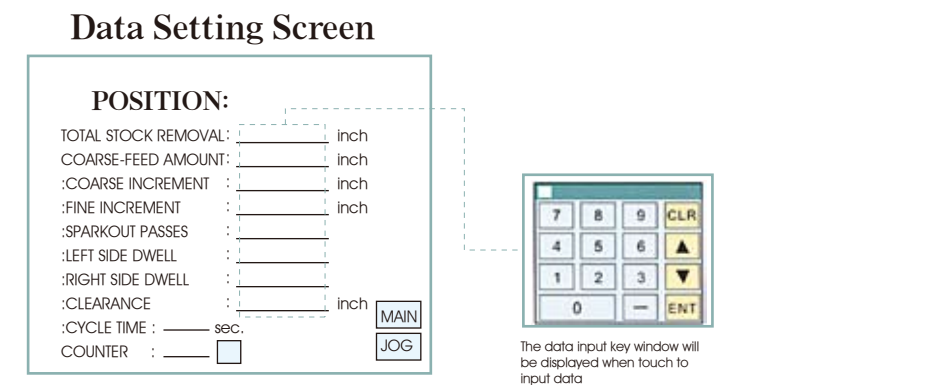 Data Setting Screen
POSITION:
TOTAL STOCK REMOVAL: inch
COARSE-FEED AMOUNT: inch
:COARSE INCREMENT : inch
:FINE INCREMENT : inch
:SPARKOUT PASSES :
:LEFT SIDE DWELL :
:RIGHT SIDE DWELL :
:CLEARANCE : inch
:CYCLE TIME : sec.
COUNTER :
MAIN
JOG
7 8 9 CLR
4 5 6 ▲
1 2 3 ▼
0 — ENT
The data input key window will
be displayed when touch to
input data